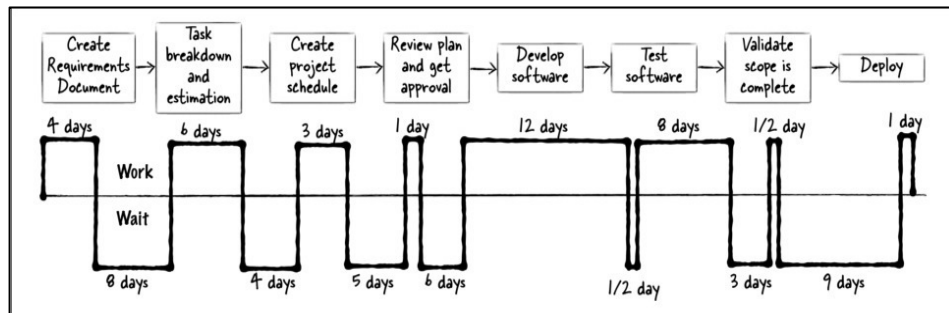 Create
Requirements
Document
Task
breakdown
and
estimation
Create
project
schedule
Review plan
and get
approval
Develop
software
Test
software
Validate
scope is
complete
Deploy
4 days
6 days
3 days
1 day
12 days
8 days
1/2 day
1 day
Work
Wait
8 days
4 days
5 days
6 days
1/2 day
3 days
9 days